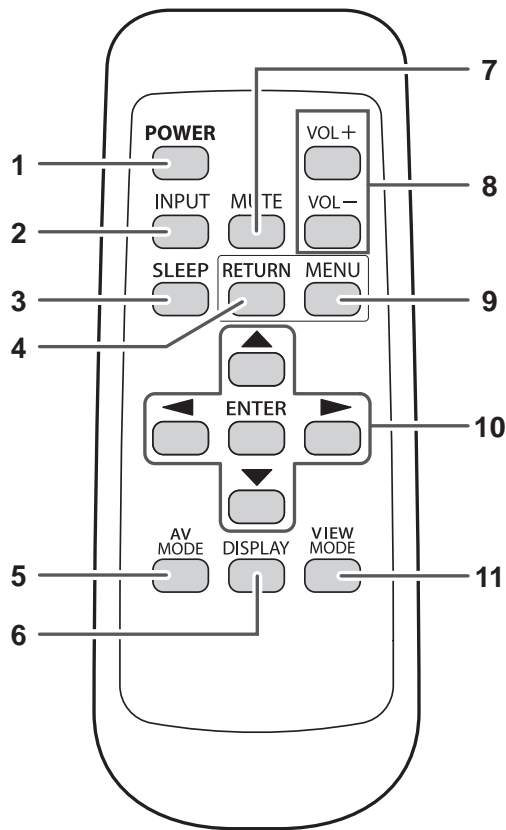 7
POWER
VOL+
1
8
INPUT
MUTE
VOL−
2
SLEEP
RETURN
MENU
3
9
4
ENTER
10
AV
MODE
DISPLAY
VIEW
MODE
5
11
6